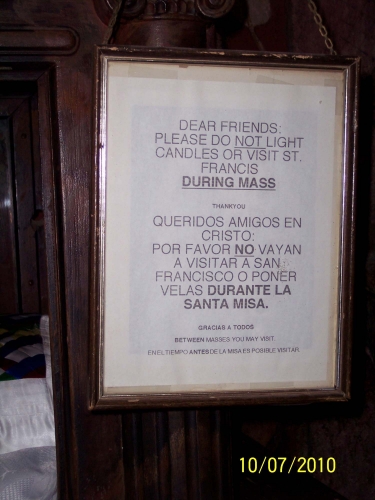 DEAR FRIENDS:
PLEASE DO NOT LIGHT
CANDLES OR VISIT ST.
FRANCIS
DURING MASS
THANKYOU
QUERIDOS AMIGOS EN
CRISTO:
POR FAVOR NO VAYAN
A VISITAR A SAN
FRANCISCO O PONER
VELAS DURANTE LA
SANTA MISA.
GRACIAS A TODOS
BETWEEN MASSES YOU MAY VISIT.
EN EL TIEMPO ANTES DE LA MISA ES POSIBLE VISITAR.
10/07/2010